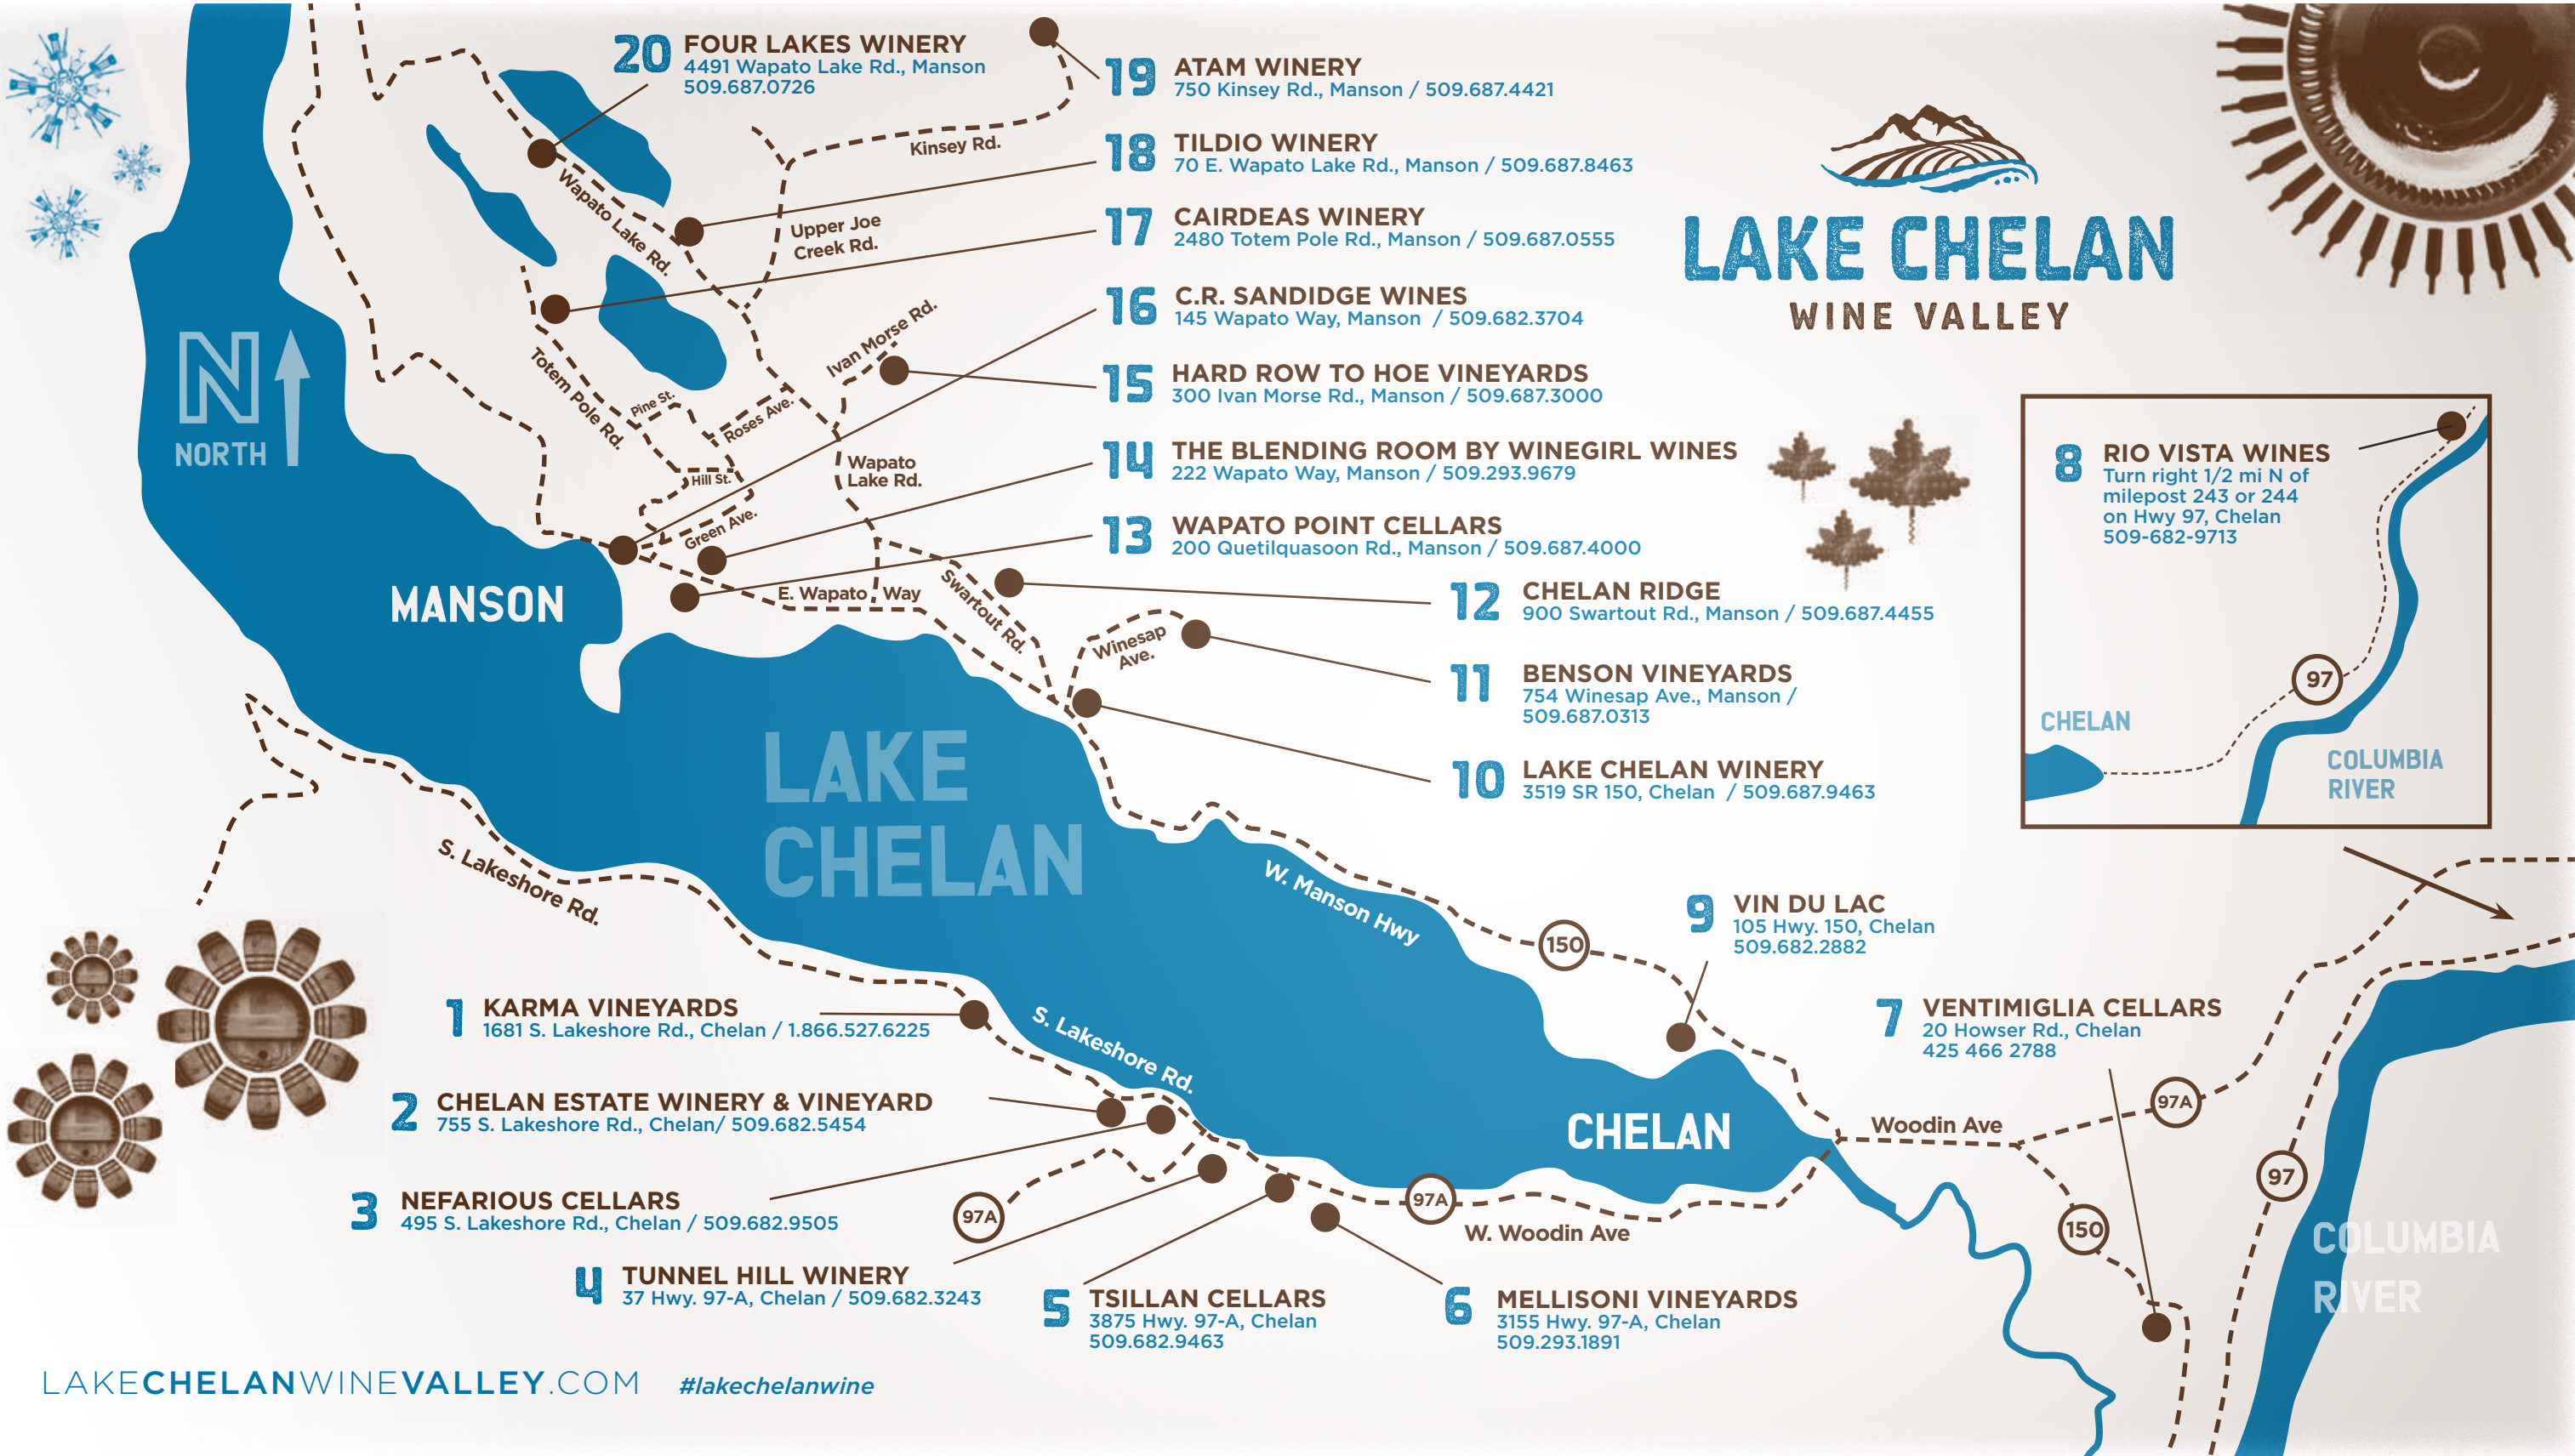 20 FOUR LAKES WINERY
4491 Wapato Lake Rd., Manson
509.687.0726
19 ATAM WINERY
750 Kinsey Rd., Manson / 509.687.4421
18 TILDIO WINERY
70 E. Wapato Lake Rd., Manson / 509.687.8463
17 CAIRDEAS WINERY
2480 Totem Pole Rd., Manson / 509.687.0555
16 C.R. SANDIDGE WINES
145 Wapato Way, Manson / 509.682.3704
15 HARD ROW TO HOE VINEYARDS
300 Ivan Morse Rd., Manson / 509.687.3000
14 THE BLENDING ROOM BY WINEGIRL WINES
222 Wapato Way, Manson / 509.293.9679
13 WAPATO POINT CELLARS
200 Quetilquasoon Rd., Manson / 509.687.4000
12 CHELAN RIDGE
900 Swartout Rd., Manson / 509.687.4455
11 BENSON VINEYARDS
754 Winesap Ave., Manson /
509.687.0313
10 LAKE CHELAN WINERY
3519 SR 150, Chelan / 509.687.9463
LAKE CHELAN
WINE VALLEY
8 RIO VISTA WINES
Turn right 1/2 mi N of
milepost 243 or 244
on Hwy 97, Chelan
509-682-9713
97
CHELAN
COLUMBIA
RIVER
Kinsey Rd.
Wapato Lake Rd.
Upper Joe
Creek Rd.
Ivan Morse Rd.
Totem Pole Rd.
Pine St.
Roses Ave.
Wapato
Lake Rd.
Hill St.
Green Ave.
E. Wapato Way
Swartout Rd.
Winesap
Ave.
N
NORTH
MANSON
LAKE
CHELAN
S. Lakeshore Rd.
W. Manson Hwy
150
9 VIN DU LAC
105 Hwy. 150, Chelan
509.682.2882
7 VENTIMIGLIA CELLARS
20 Howser Rd., Chelan
425 466 2788
1 KARMA VINEYARDS
1681 S. Lakeshore Rd., Chelan / 1.866.527.6225
S. Lakeshore Rd.
2 CHELAN ESTATE WINERY & VINEYARD
755 S. Lakeshore Rd., Chelan/ 509.682.5454
3 NEFARIOUS CELLARS
495 S. Lakeshore Rd., Chelan / 509.682.9505
4 TUNNEL HILL WINERY
37 Hwy. 97-A, Chelan / 509.682.3243
5 TSILLAN CELLARS
3875 Hwy. 97-A, Chelan
509.682.9463
6 MELLISONI VINEYARDS
3155 Hwy. 97-A, Chelan
509.293.1891
CHELAN
97A
97A
W. Woodin Ave
Woodin Ave
97A
97
150
COLUMBIA
RIVER
LAKECHELANWINEVALLEY.COM #lakechelanwine